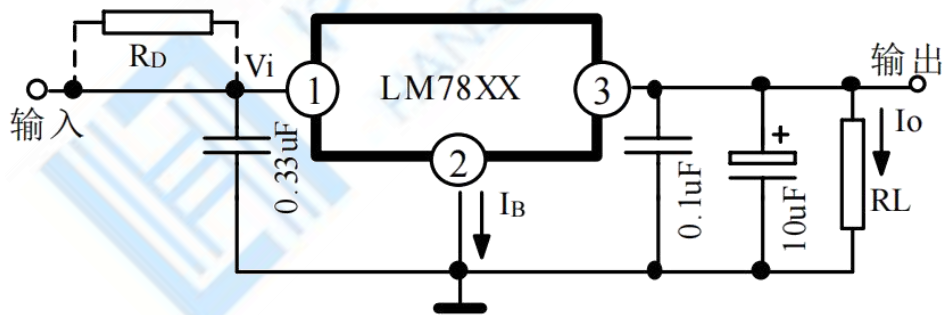 RD
Vi
输入
0.33uF
1
LM78XX
3
2
IB
0.1uF
+
10uF
RL
Io
输出